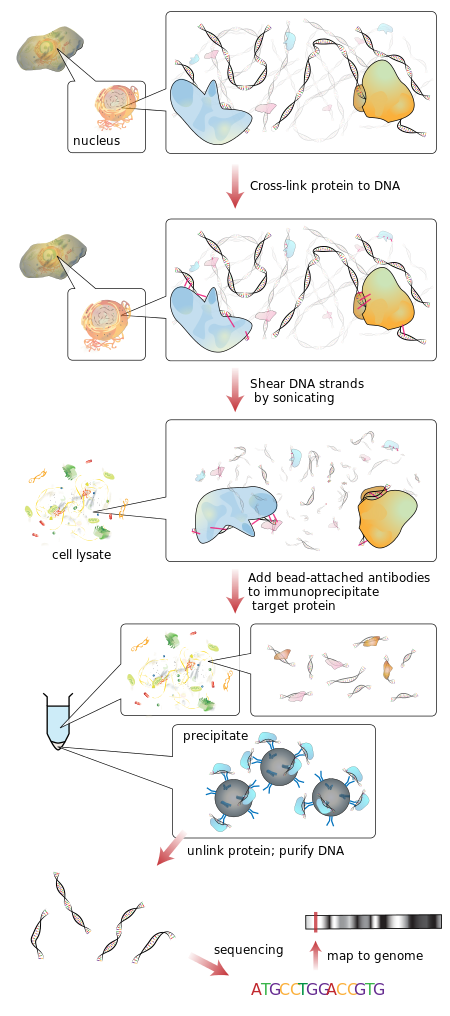 nucleus
Cross-link protein to DNA
Shear DNA strands
by sonicating
cell lysate
Add bead-attached antibodies
to immunoprecipitate
target protein
precipitate
unlink protein; purify DNA
sequencing
map to genome
ATGCCTGGACCGTG